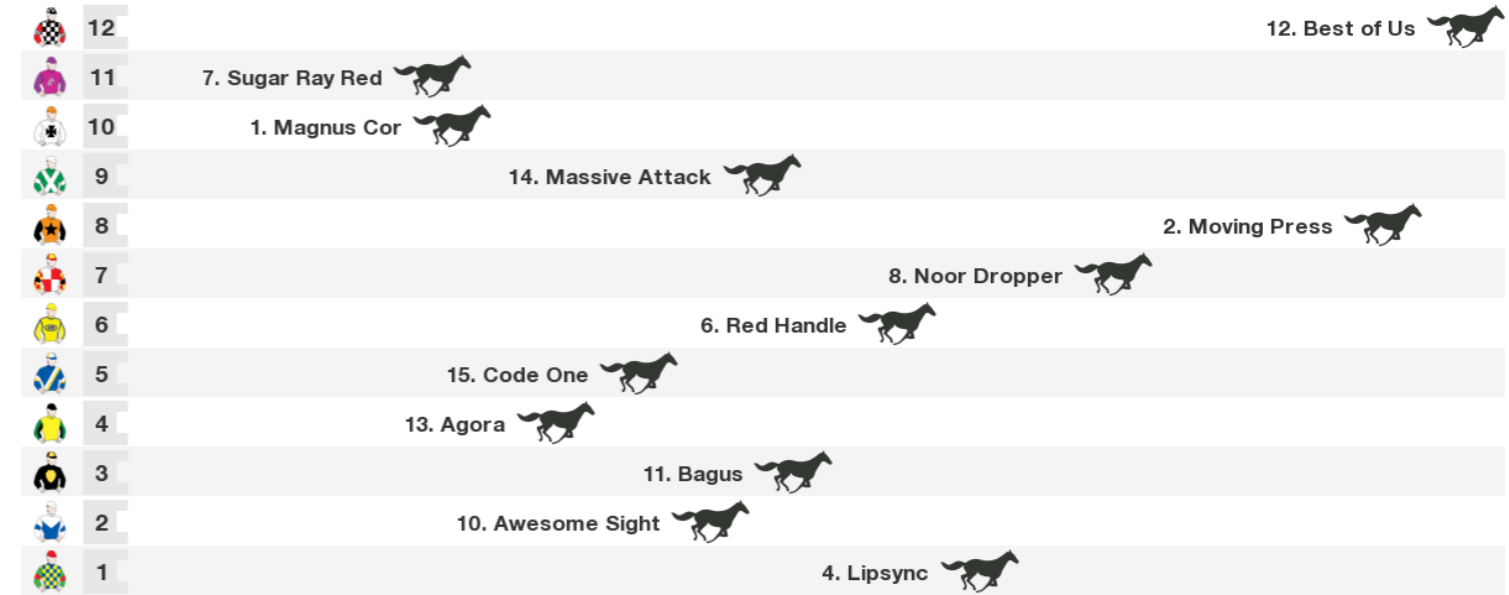 12 12. Best of Us
11 7. Sugar Ray Red
10 1. Magnus Cor
9 14. Massive Attack
8 2. Moving Press
7 8. Noor Dropper
6 6. Red Handle
5 15. Code One
4 13. Agora
3 11. Bagus
2 10. Awesome Sight
1 4. Lipsync